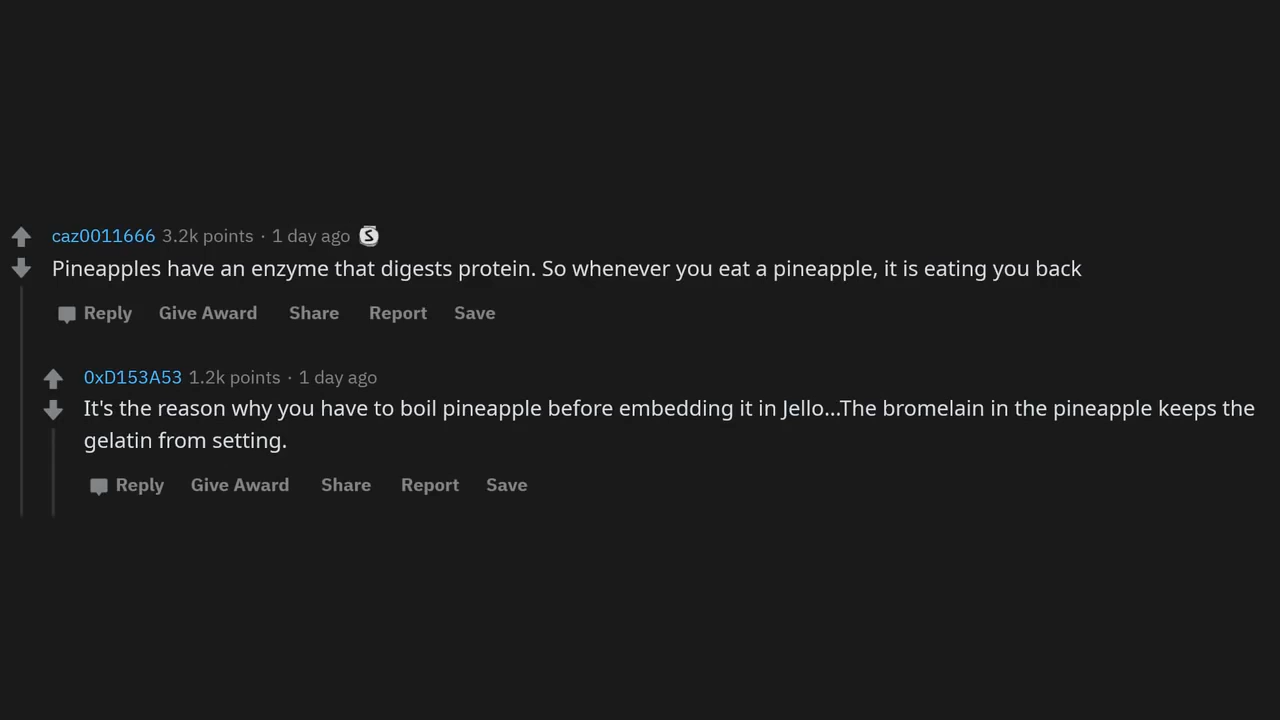 caz0011666 3.2k points · 1 day ago S
Pineapples have an enzyme that digests protein. So whenever you eat a pineapple, it is eating you back
Reply Give Award Share Report Save
0xD153A53 1.2k points · 1 day ago
It's the reason why you have to boil pineapple before embedding it in Jello...The bromelain in the pineapple keeps the
gelatin from setting.
Reply Give Award Share Report Save